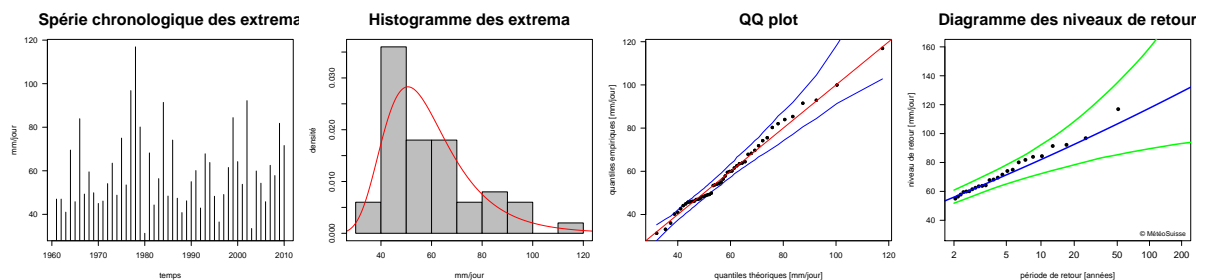 Spérie chronologique des extrema
mm/jour
120
100
80
60
40
1960 1970 1980 1990 2000 2010
temps
Histogramme des extrema
densité
0.030
0.020
0.010
0.000
40 60 80 100 120
mm/jour
QQ plot
quantiles empiriques [mm/jour]
120
100
80
60
40
40 60 80 100 120
quantiles théoriques [mm/jour]
Diagramme des niveaux de retour
niveau de retour [mm/jour]
160
140
120
100
80
60
40
2 5 10 20 50 100 200
période de retour [années]
© MétéoSuisse